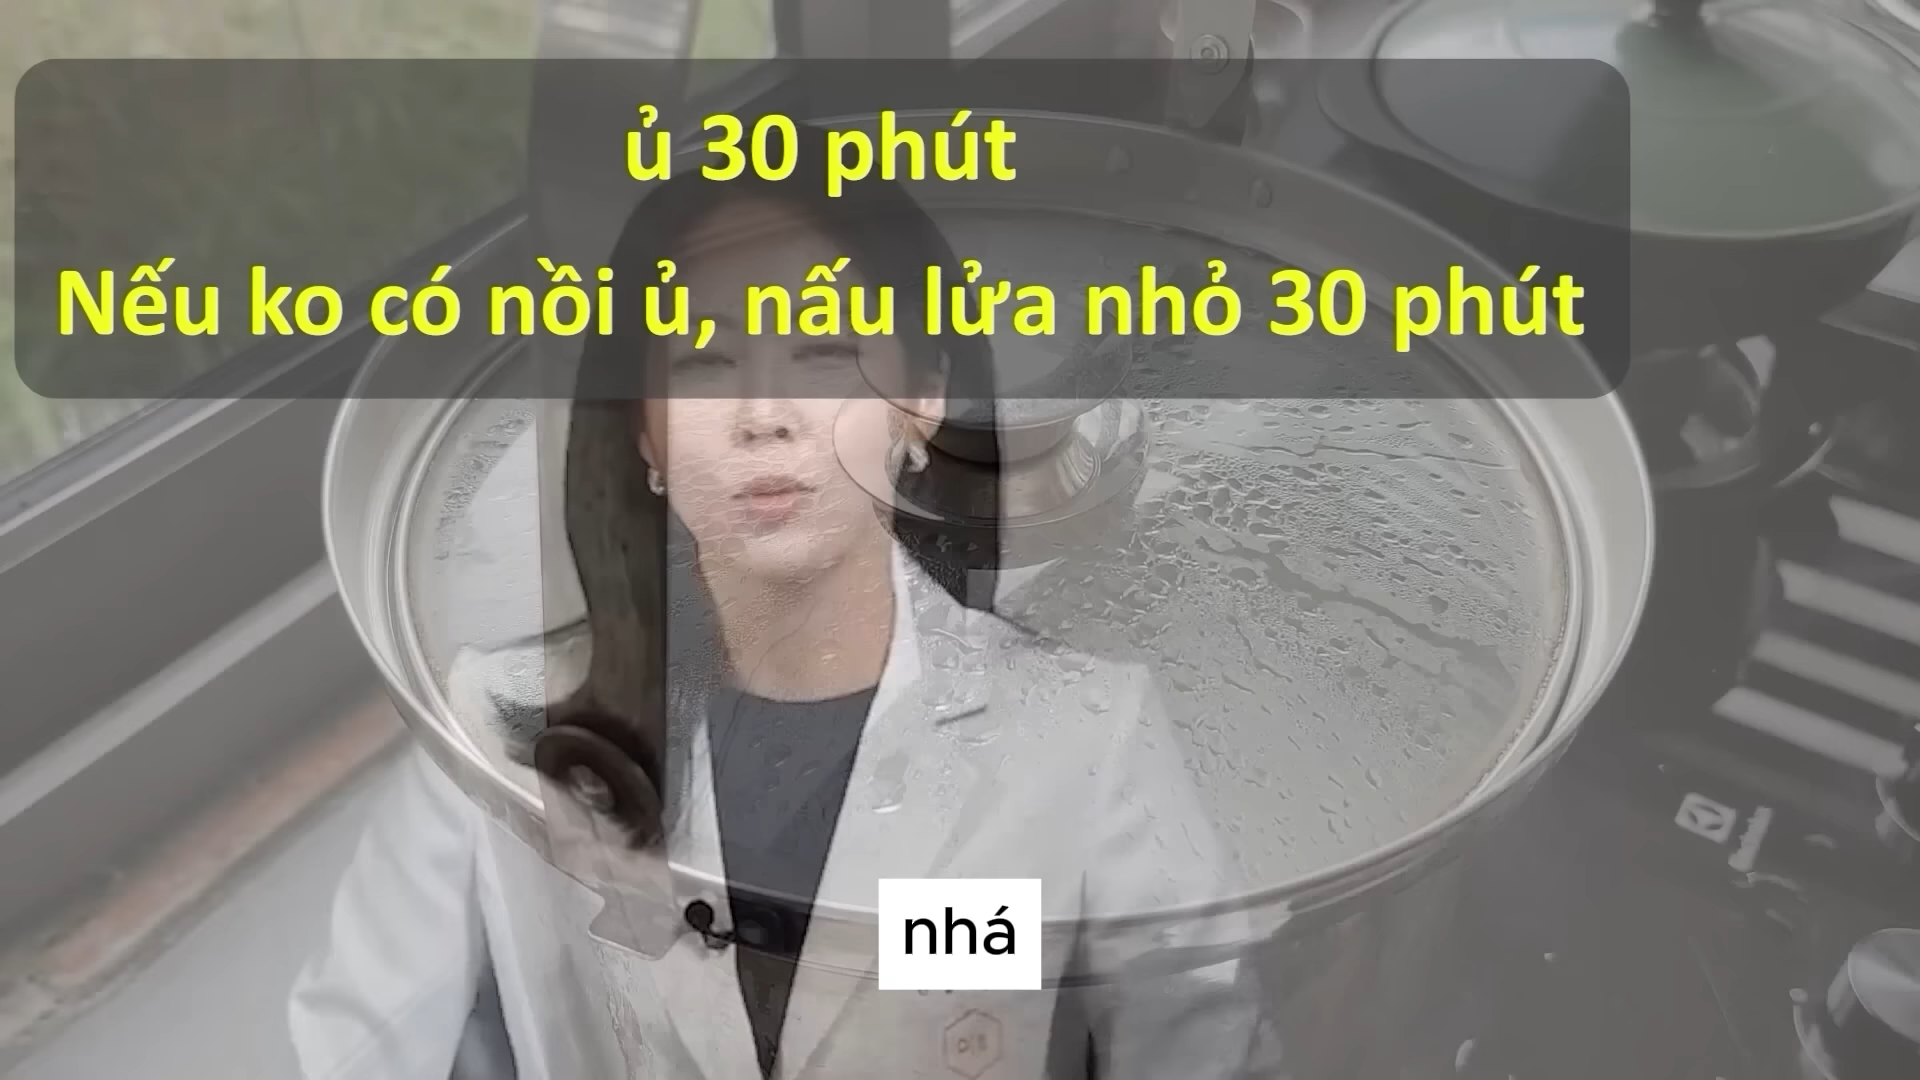 ủ 30 phút
Nếu ko có nồi ủ, nấu lửa nhỏ 30 phút
nhá